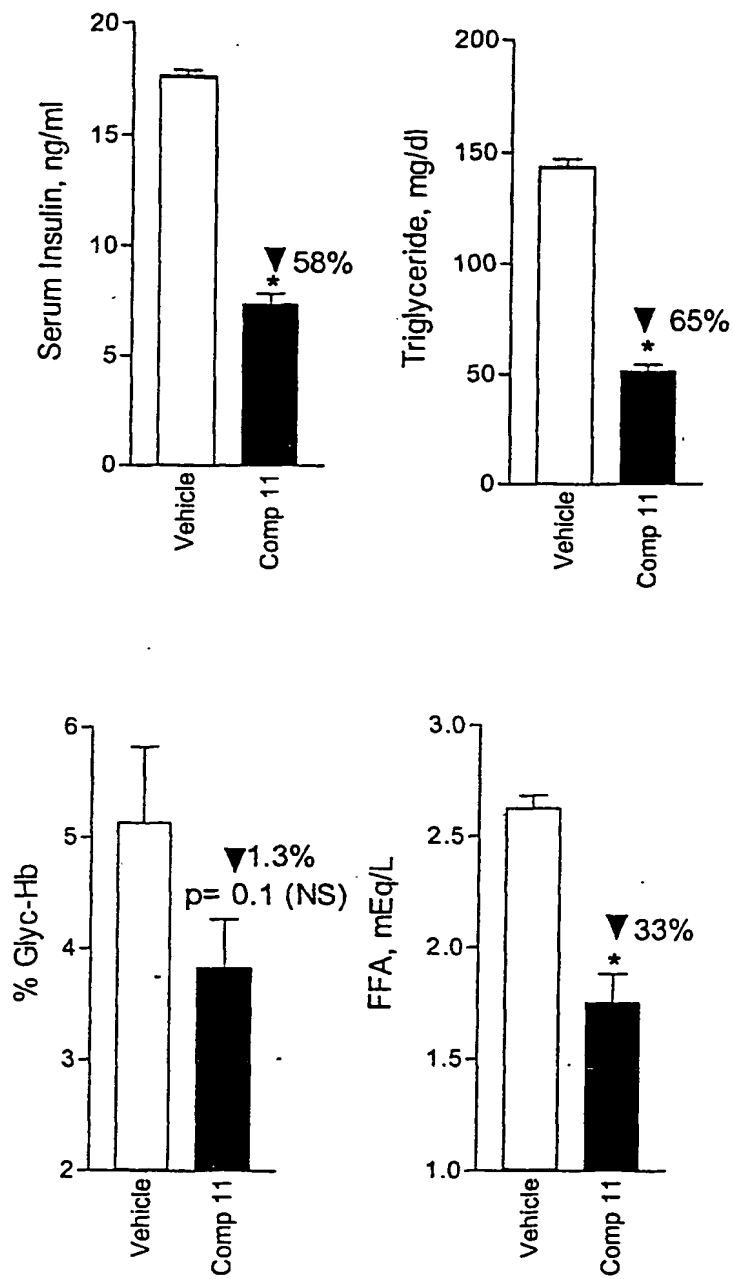 Serum Insulin, ng/ml
20
15
10
5
0
▼ 58%
*
Vehicle
Comp 11
Triglyceride, mg/dl
200
150
100
50
0
▼ 65%
*
Vehicle
Comp 11
% Glyc-Hb
6
5
4
3
2
▼1.3%
p= 0.1 (NS)
Vehicle
Comp 11
FFA, mEq/L
3.0
2.5
2.0
1.5
1.0
▼ 33%
*
Vehicle
Comp 11